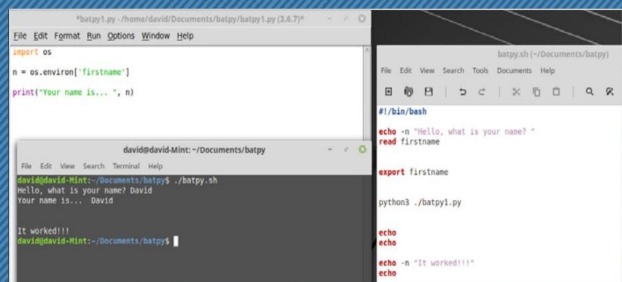 *batpy1.py - /home/david/Documents/batpy/batpy1.py (3.6.7)*
File Edit Format Run Options Window Help
import os
n = os.environ['firstname']
print("Your name is... ", n)
david@david-Mint: ~/Documents/batpy
File Edit View Search Terminal Help
david@david-Mint:~/Documents/batpy$ ./batpy.sh
Hello, what is your name? David
Your name is... David
It worked!!!
david@david-Mint:~/Documents/batpy$
batpy.sh (~/Documents/batpy)
File Edit View Search Tools Documents Help
#!/bin/bash
echo -n "Hello, what is your name? "
read firstname
export firstname
python3 ./batpy1.py
echo
echo
echo -n "It worked!!!"
echo